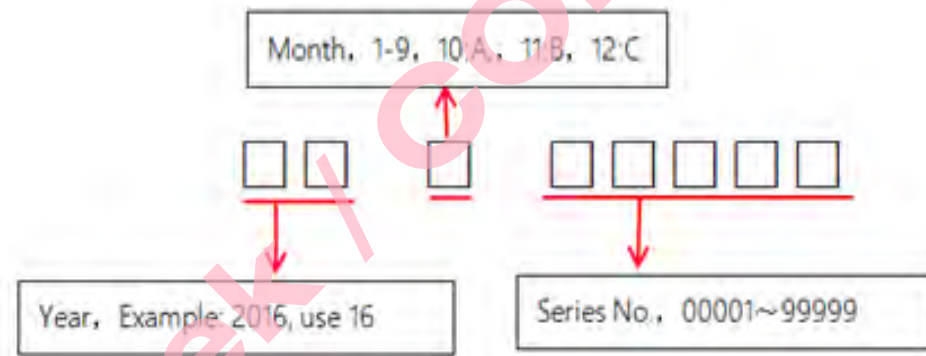 Month, 1-9, 10:A, 11:B, 12:C
Year, Example: 2016, use 16
Series No., 00001~99999